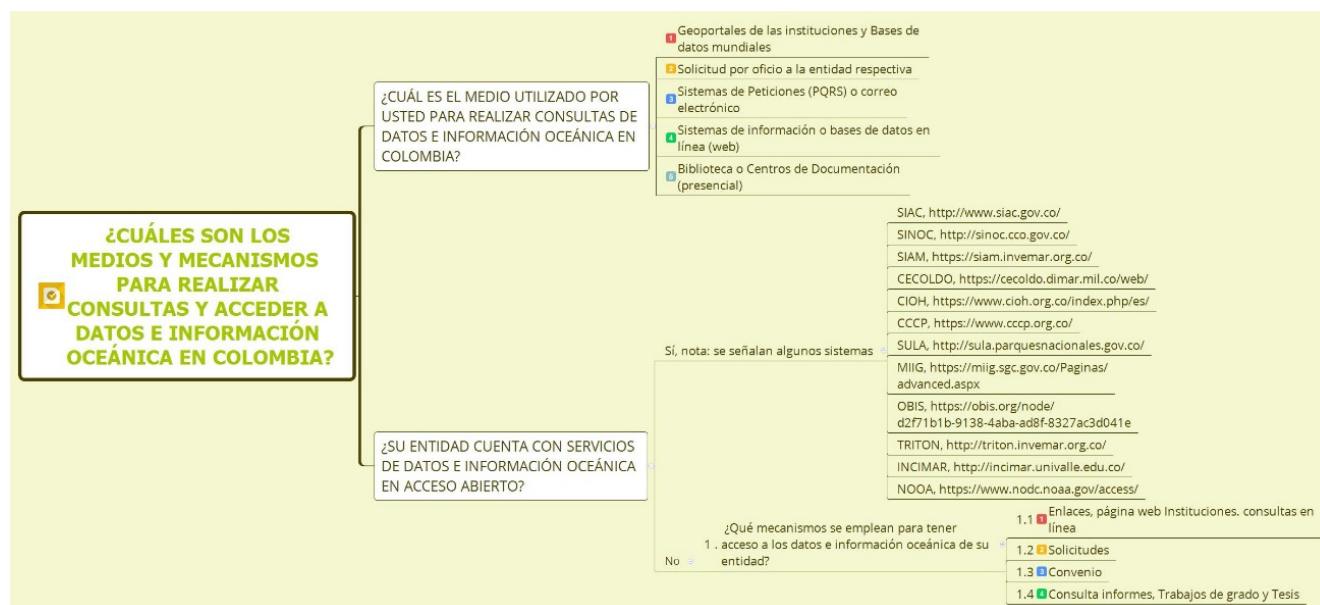 ¿CUÁLES SON LOS
MEDIOS Y MECANISMOS
PARA REALIZAR
CONSULTAS Y ACCEDER A
DATOS E INFORMACIÓN
OCEÁNICA EN COLOMBIA?
¿CUÁL ES EL MEDIO UTILIZADO POR
USTED PARA REALIZAR CONSULTAS DE
DATOS E INFORMACIÓN OCEÁNICA EN
COLOMBIA?
1 Geoportales de las instituciones y Bases de
datos mundiales
2 Solicitud por oficio a la entidad respectiva
3 Sistemas de Peticiones (PQRS) o correo
electrónico
4 Sistemas de información o bases de datos en
línea (web)
Biblioteca o Centros de Documentación
(presencial)
¿SU ENTIDAD CUENTA CON SERVICIOS
DE DATOS E INFORMACIÓN OCEÁNICA
EN ACCESO ABIERTO?
Sí, nota: se señalan algunos sistemas
SIAC, http://www.siac.gov.co/
SINOC, http://sinoc.cco.gov.co/
SIAM, https://siam.invemar.org.co/
CECOLDO, https://cecoldo.dimar.mil.co/web/
CIOH, https://www.cioh.org.co/index.php/es/
CCCP, https://www.cccp.org.co/
SULA, http://sula.parquesnacionales.gov.co/
MIIG, https://miig.sgc.gov.co/Paginas/
advanced.aspx
OBIS, https://obis.org/node/
d2f71b1b-9138-4aba-ad8f-8327ac3d041e
TRITON, http://triton.invemar.org.co/
INCIMAR, http://incimar.univalle.edu.co/
NOOA, https://www.nodc.noaa.gov/access/
No
¿Qué mecanismos se emplean para tener
1 . acceso a los datos e información oceánica de su
entidad?
1.1 1 Enlaces, página web Instituciones. consultas en
línea
1.2 2 Solicitudes
1.3 3 Convenio
1.4 4 Consulta informes, Trabajos de grado y Tesis